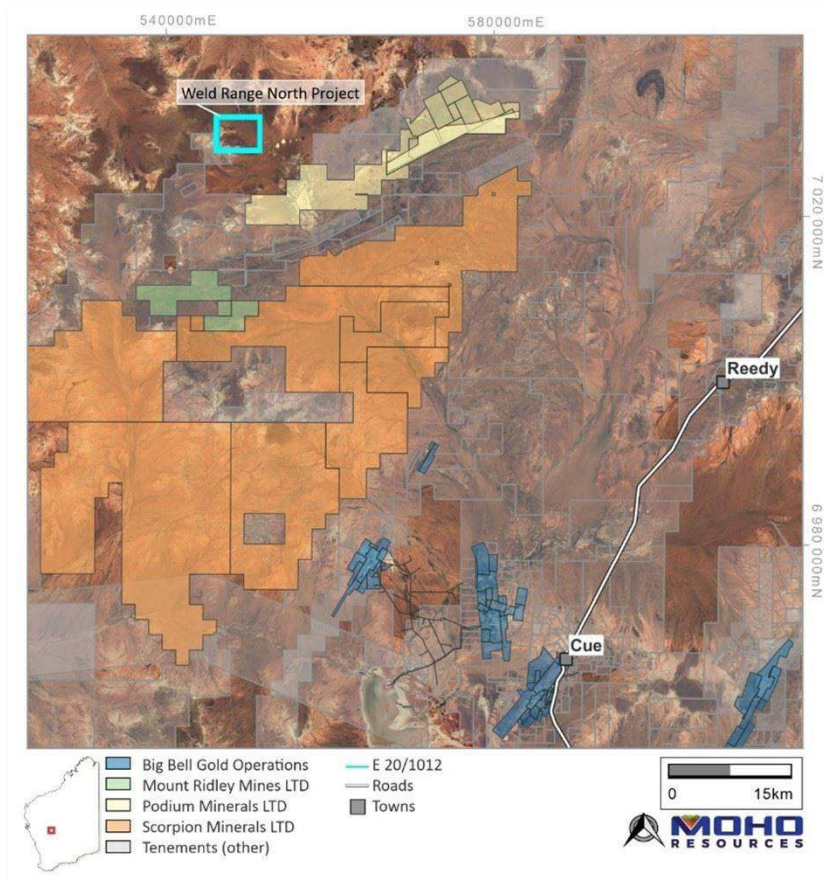 540000mE
580000mE
Weld Range North Project
7 020 000mN
Reedy
6 980 000mN
Cue
Big Bell Gold Operations
Mount Ridley Mines LTD
Podium Minerals LTD
Scorpion Minerals LTD
Tenements (other)
E 20/1012
Roads
Towns
0 15km
MOHO
RESOURCES